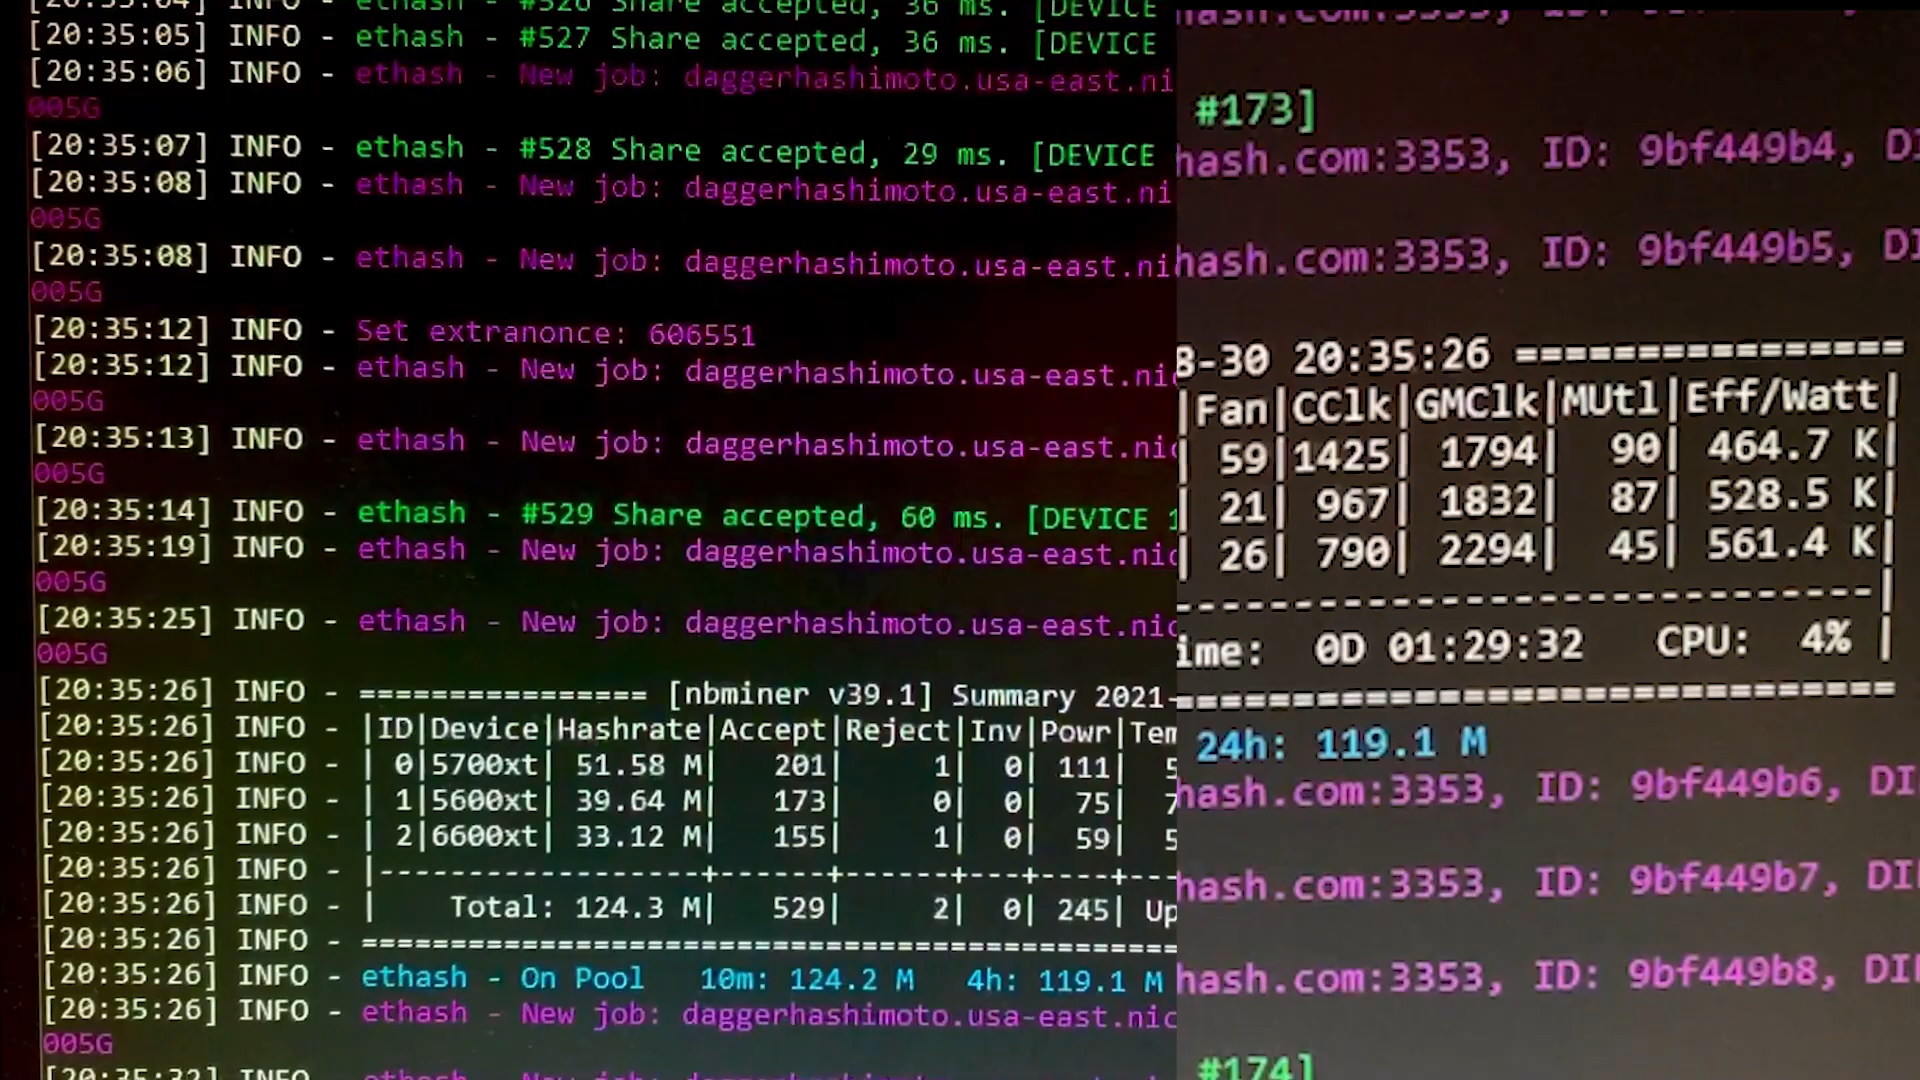 [20:35:04] INFO - ethash - #526 Share accepted, 36 ms. [DEVICE
[20:35:05] INFO - ethash - #527 Share accepted, 36 ms. [DEVICE
[20:35:06] INFO - ethash - New job: daggerhashimoto.usa-east.ni
005G
[20:35:07] INFO - ethash - #528 Share accepted, 29 ms. [DEVICE
[20:35:08] INFO - ethash - New job: daggerhashimoto.usa-east.ni
005G
[20:35:08] INFO - ethash - New job: daggerhashimoto.usa-east.ni
005G
[20:35:12] INFO - Set extranonce: 606551
[20:35:12] INFO - ethash - New job: daggerhashimoto.usa-east.nic
005G
[20:35:13] INFO - ethash - New job: daggerhashimoto.usa-east.nic
005G
[20:35:14] INFO - ethash - #529 Share accepted, 60 ms. [DEVICE 1
[20:35:19] INFO - ethash - New job: daggerhashimoto.usa-east.nic
005G
[20:35:25] INFO - ethash - New job: daggerhashimoto.usa-east.nic
005G
[20:35:26] INFO - ================ [nbminer v39.1] Summary 2021-
[20:35:26] INFO - |ID|Device|Hashrate|Accept|Reject|Inv|Powr|Tem
[20:35:26] INFO - | 0|5700xt| 51.58 M| 201| 1| 0| 111| 5
[20:35:26] INFO - | 1|5600xt| 39.64 M| 173| 0| 0| 75| 7
[20:35:26] INFO - | 2|6600xt| 33.12 M| 155| 1| 0| 59| 5
[20:35:26] INFO - |------------------+------+------+---+----+---
[20:35:26] INFO - | Total: 124.3 M| 529| 2| 0| 245| Up
[20:35:26] INFO - ==============================================
[20:35:26] INFO - ethash - On Pool 10m: 124.2 M 4h: 119.1 M
[20:35:26] INFO - ethash - New job: daggerhashimoto.usa-east.nic
005G
[20:35:32] INFO - ethash - New job: daggerhashimoto.usa-east.nic
hash.com:3353, ID:
#173]
hash.com:3353, ID: 9bf449b4, DI
hash.com:3353, ID: 9bf449b5, DI
8-30 20:35:26 ================
|Fan|CClk|GMClk|MUtl|Eff/Watt|
| 59|1425| 1794| 90| 464.7 K|
| 21| 967| 1832| 87| 528.5 K|
| 26| 790| 2294| 45| 561.4 K|
-----------------------------|
ime: 0D 01:29:32 CPU: 4% |
==============================
24h: 119.1 M
hash.com:3353, ID: 9bf449b6, DI
hash.com:3353, ID: 9bf449b7, DI
hash.com:3353, ID: 9bf449b8, DI
#174]